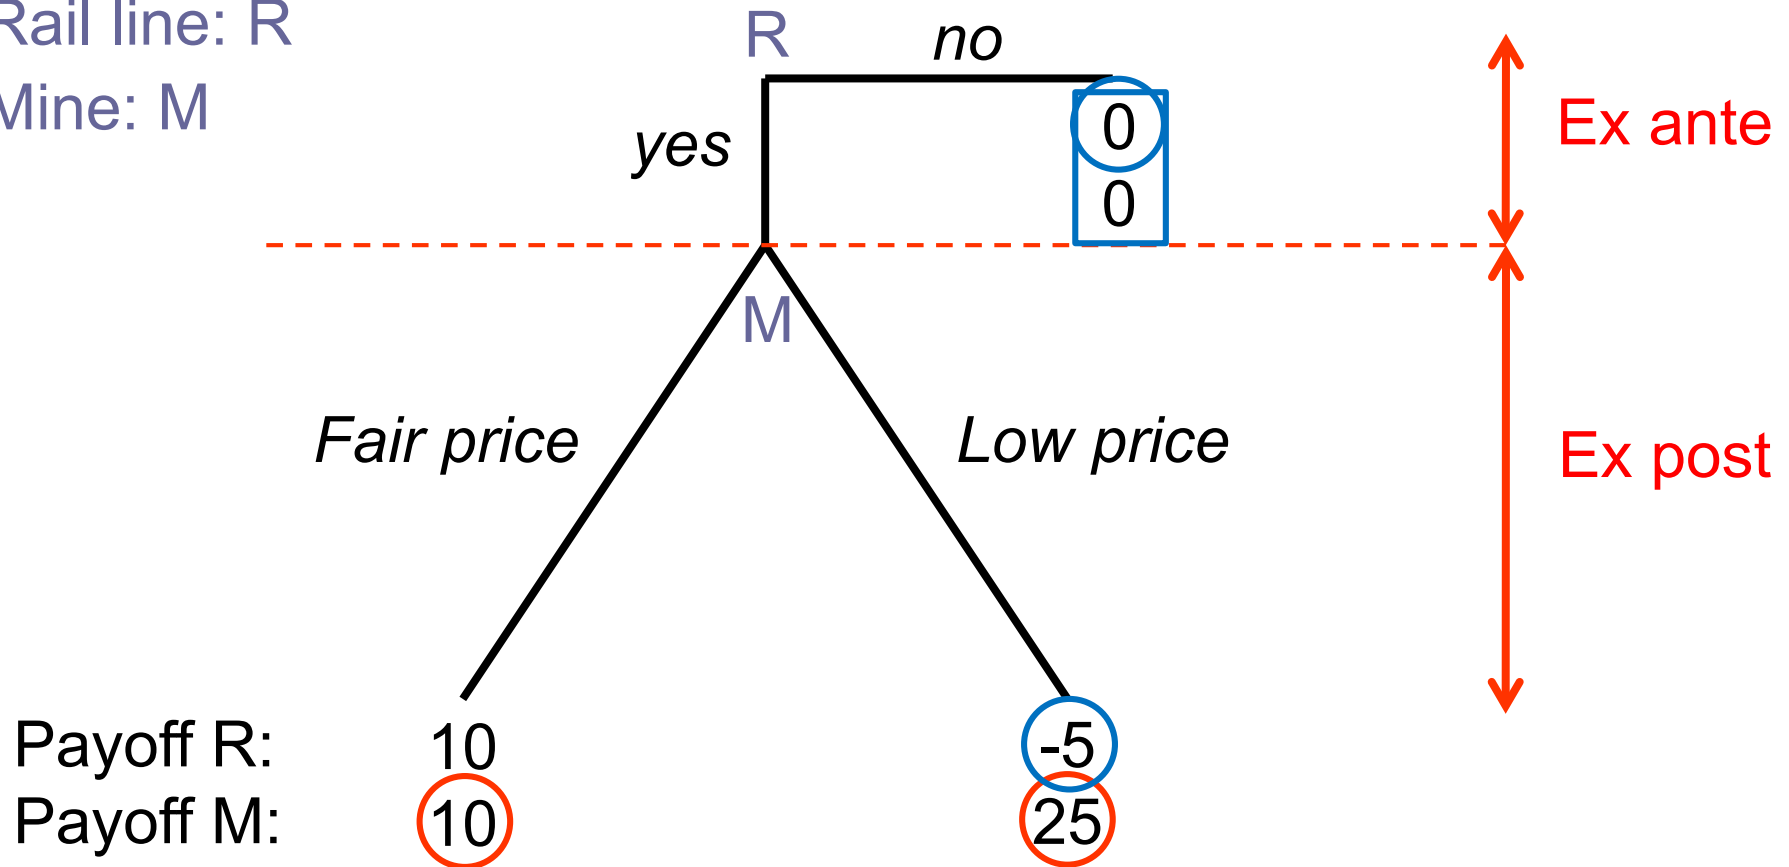 Rail line: R
Mine: M
R
no
yes
0
0
Ex ante
M
Fair price
Low price
Ex post
Payoff R: 10 -5
Payoff M: 10 25